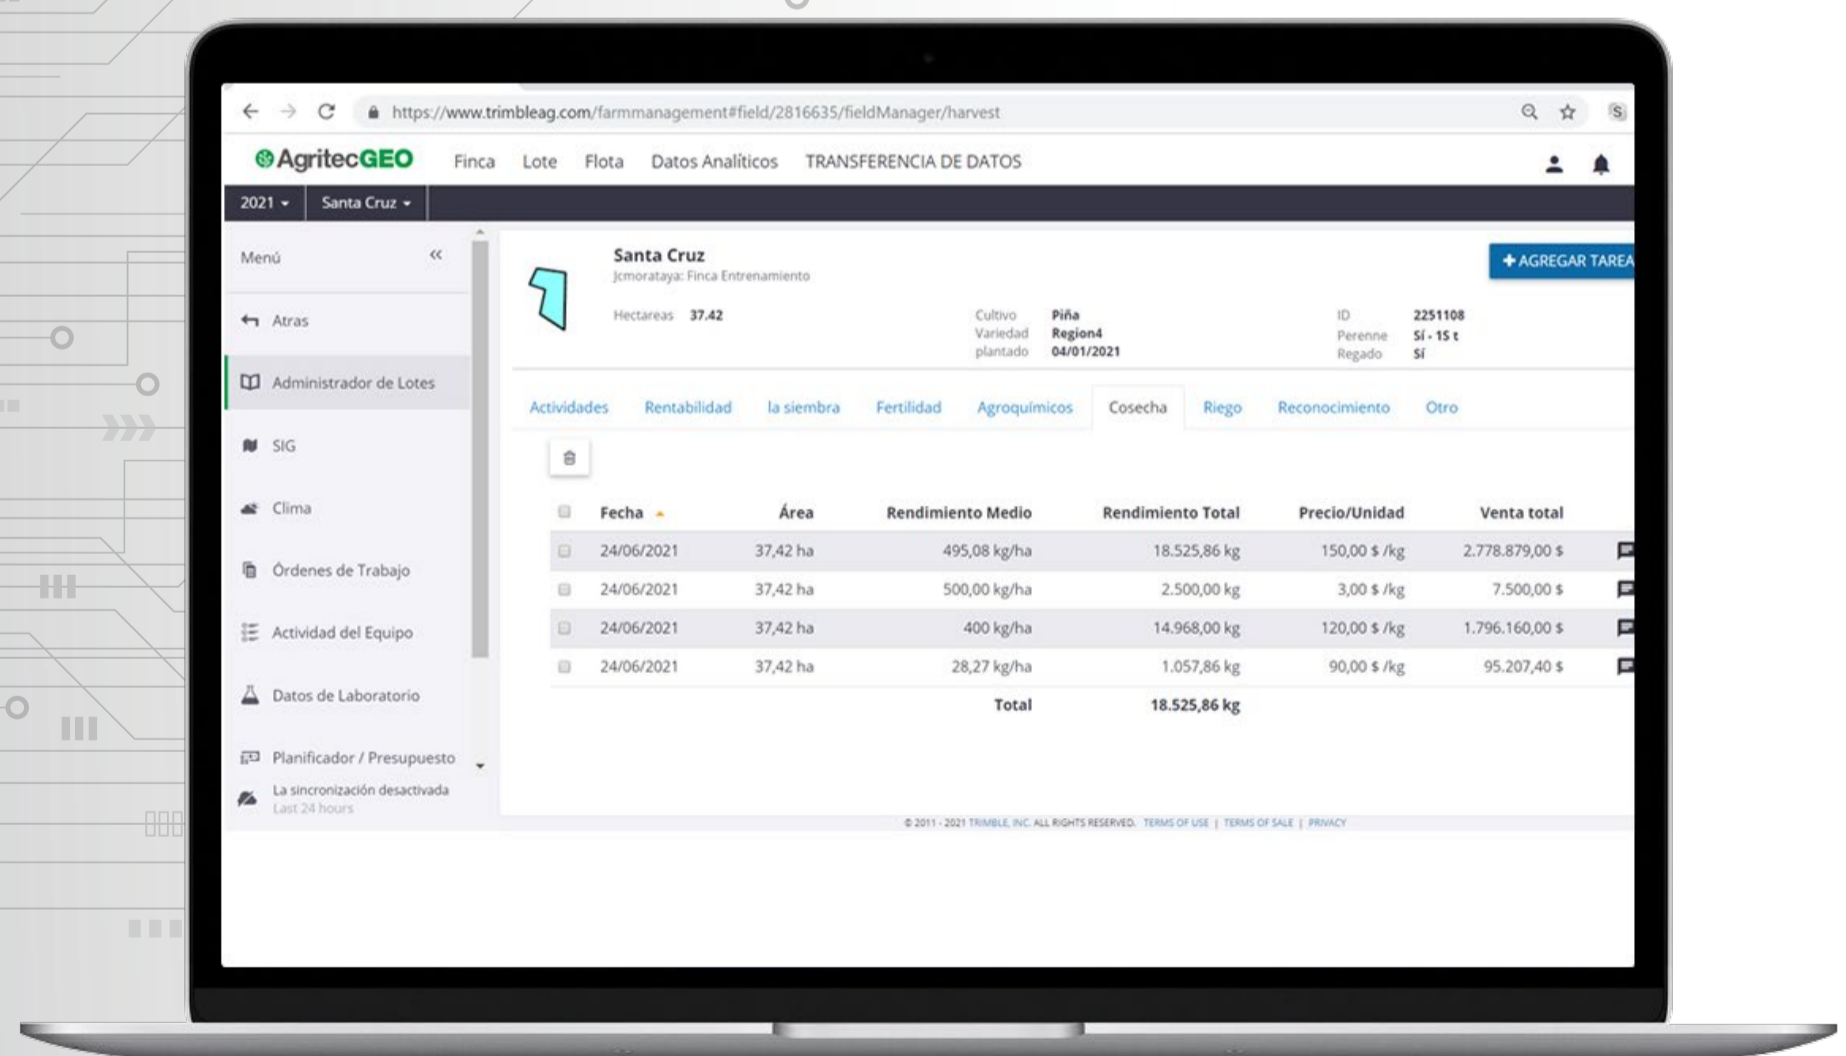 https://www.trimbleag.com/farmmanagement#field/2816635/fieldManager/harvest
S
AgritecGEO Finca Lote Flota Datos Analíticos TRANSFERENCIA DE DATOS
2021 Santa Cruz
Menú
Atras
Administrador de Lotes
SIG
Clima
Órdenes de Trabajo
Actividad del Equipo
Datos de Laboratorio
Planificador / Presupuesto
La sincronización desactivada
Last 24 hours
Santa Cruz
Jcmorataya: Finca Entrenamiento
+ AGREGAR TAREA
Hectareas 37.42
Cultivo Piña
Variedad Region4
plantado 04/01/2021
ID 2251108
Perenne Sí - 15 t
Regado Sí
Actividades Rentabilidad la siembra Fertilidad Agroquímicos Cosecha Riego Reconocimiento Otro
Fecha Área Rendimiento Medio Rendimiento Total Precio/Unidad Venta total
24/06/2021 37,42 ha 495,08 kg/ha 18.525,86 kg 150,00 $ /kg 2.778.879,00 $
24/06/2021 37,42 ha 500,00 kg/ha 2.500,00 kg 3,00 $ /kg 7.500,00 $
24/06/2021 37,42 ha 400 kg/ha 14.968,00 kg 120,00 $ /kg 1.796.160,00 $
24/06/2021 37,42 ha 28,27 kg/ha 1.057,86 kg 90,00 $ /kg 95.207,40 $
Total 18.525,86 kg
© 2011 - 2021 TRIMBLE, INC. ALL RIGHTS RESERVED. TERMS OF USE | TERMS OF SALE | PRIVACY